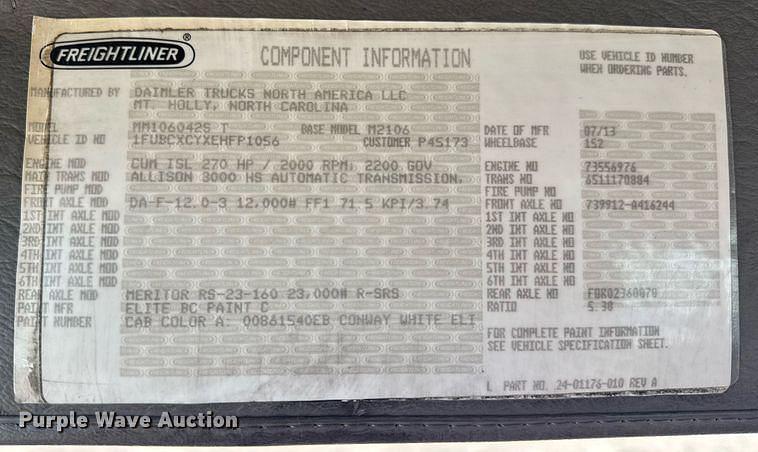 FREIGHTLINER ®
COMPONENT INFORMATION
USE VEHICLE ID NUMBER
WHEN ORDERING PARTS.
MANUFACTURED BY DAIMLER TRUCKS NORTH AMERICA LLC
MT. HOLLY, NORTH CAROLINA
MODEL MM106042S T BASE MODEL M2106 DATE OF MFR 07/13
VEHICLE ID NO 1FUBCXCYXEHFP1056 CUSTOMER P4S173 WHEELBASE 152
ENGINE MOD CUM ISL 270 HP / 2000 RPM, 2200 GOV ENGINE NO 73556976
MAIN TRANS MOD ALLISON 3000 HS AUTOMATIC TRANSMISSION, TRANS NO 6511170884
FIRE PUMP MOD FIRE PUMP NO
FRONT AXLE MOD DA-F-12.0-3 12,000# FF1 71.5 KPI/3.74 FRONT AXLE NO 739912-A416244
1ST INT AXLE MOD 1ST INT AXLE NO
2ND INT AXLE MOD 2ND INT AXLE NO
3RD INT AXLE MOD 3RD INT AXLE NO
4TH INT AXLE MOD 4TH INT AXLE NO
5TH INT AXLE MOD 5TH INT AXLE NO
6TH INT AXLE MOD 6TH INT AXLE NO
REAR AXLE MOD MERITOR RS-23-160 23,000# R-SRS REAR AXLE NO
PAINT MFR ELITE BC PAINT C RATIO 5.38
PAINT NUMBER CAB COLOR A: 00861540EB CONWAY WHITE ELI
FOR COMPLETE PAINT INFORMATION
SEE VEHICLE SPECIFICATION SHEET.
L PART NO. 24-01176-010 REV A
Purple Wave Auction